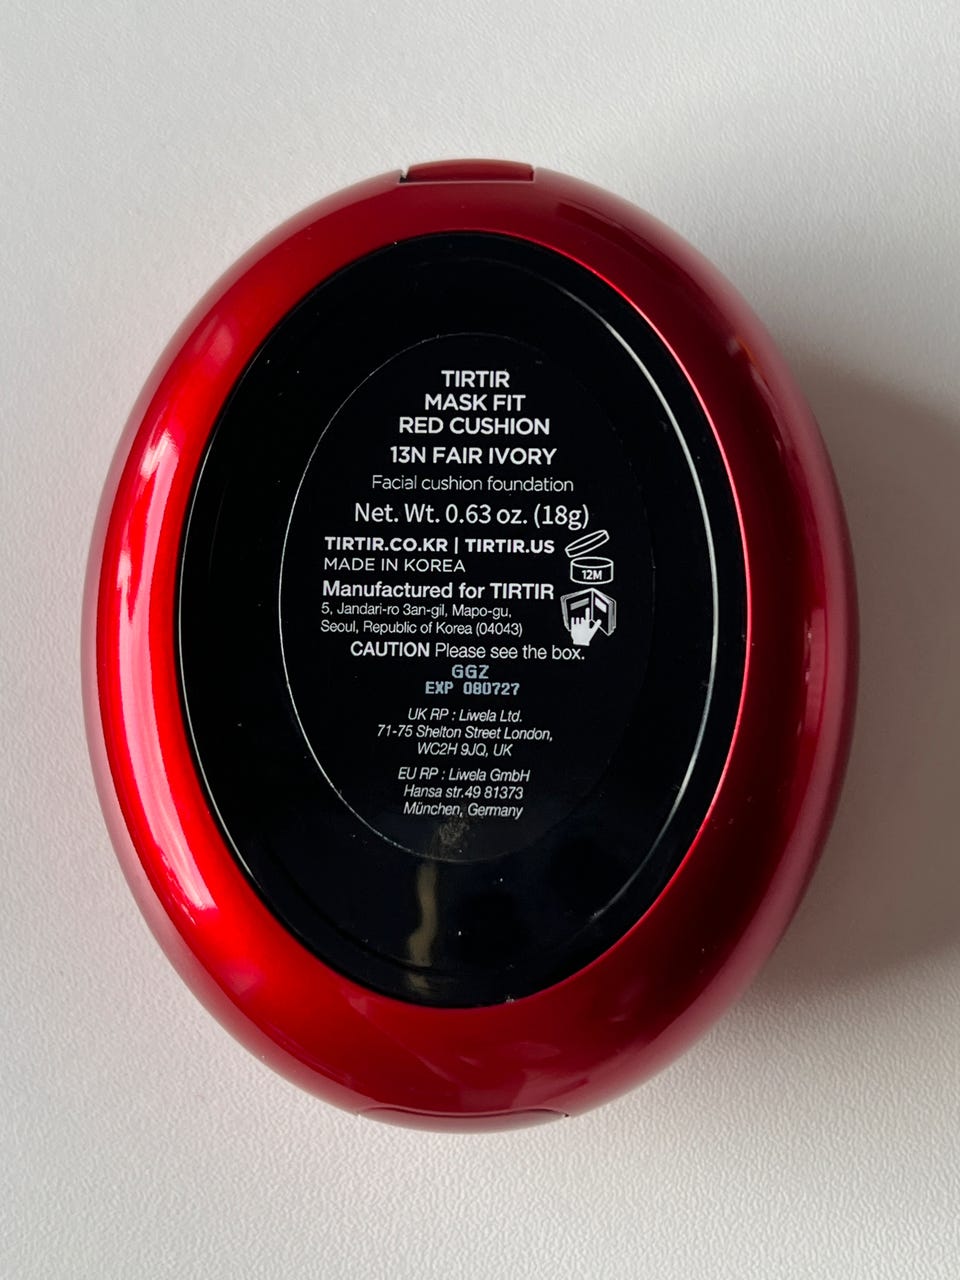 TIRTIR
MASK FIT
RED CUSHION
13N FAIR IVORY
Facial cushion foundation
Net. Wt. 0.63 oz. (18g)
TIRTIR.CO.KR | TIRTIR.US
12M
MADE IN KOREA
Manufactured for TIRTIR
5, Jandari-ro 3an-gil, Mapo-gu,
Seoul, Republic of Korea (04043)
CAUTION Please see the box.
GGZ
EXP 080727
UK RP : Liwela Ltd.
71-75 Shelton Street London,
WC2H 9JQ, UK
EU RP : Liwela GmbH
Hansa str.49 81373
München, Germany